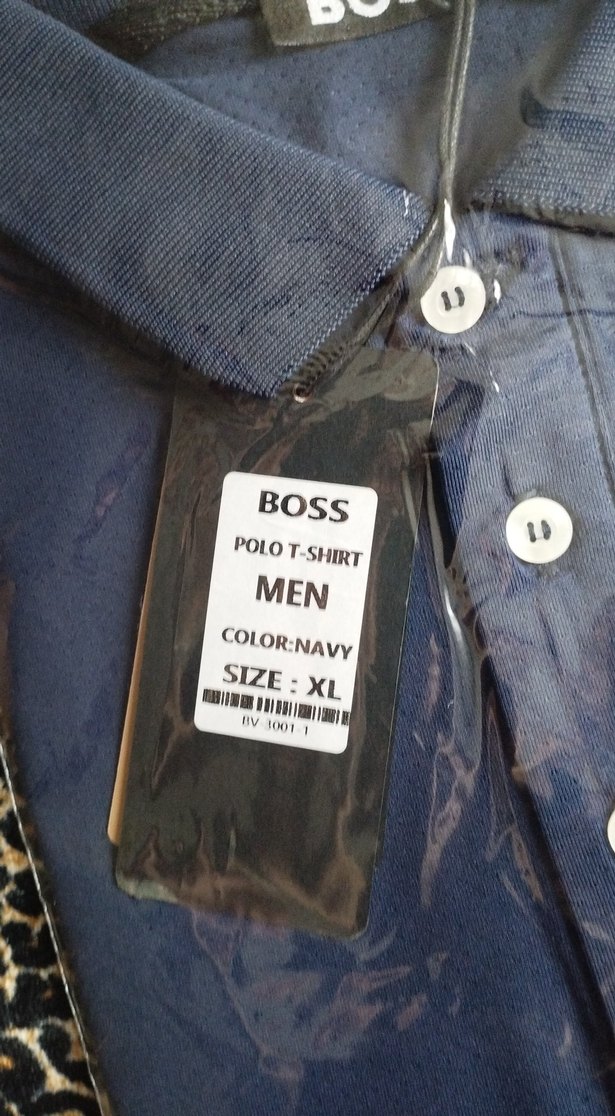 BOSS
POLO T-SHIRT
MEN
COLOR:NAVY
SIZE : XL
BV-3001-1